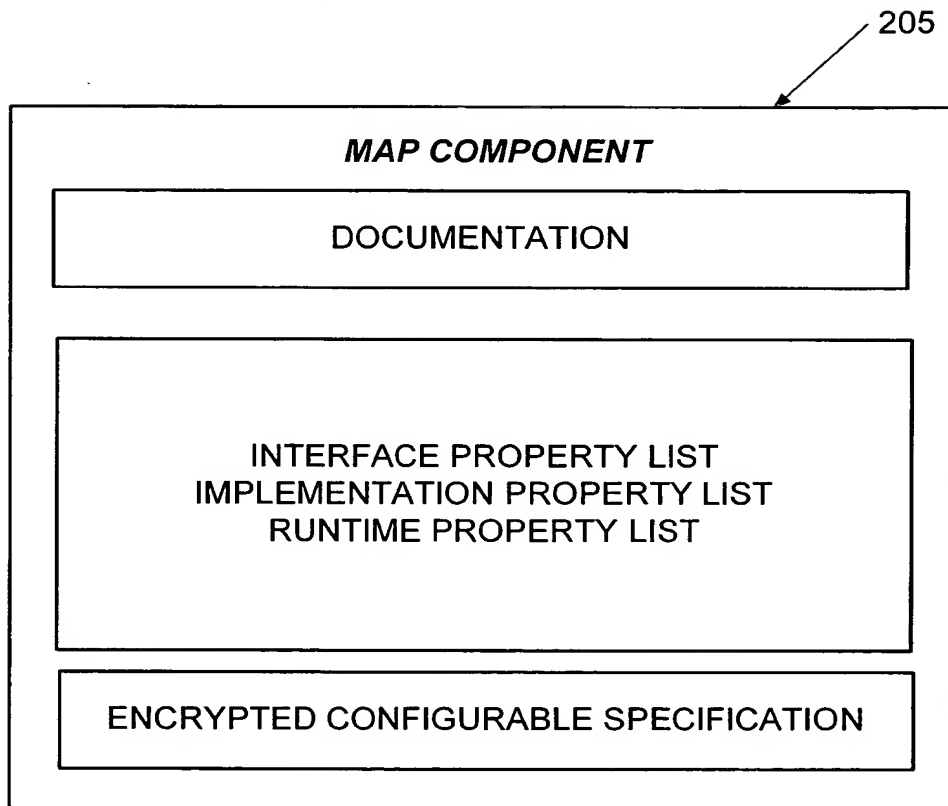 205
MAP COMPONENT
DOCUMENTATION
INTERFACE PROPERTY LIST
IMPLEMENTATION PROPERTY LIST
RUNTIME PROPERTY LIST
ENCRYPTED CONFIGURABLE SPECIFICATION